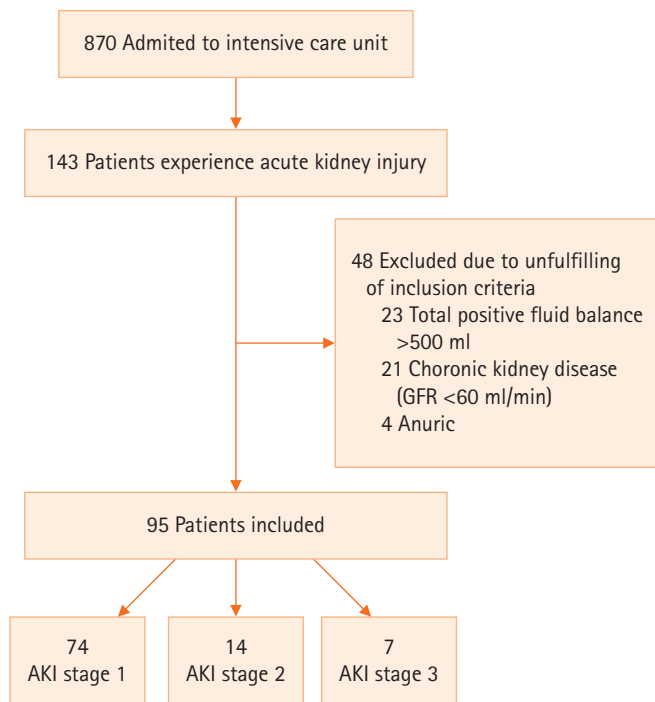 870 Admited to intensive care unit
143 Patients experience acute kidney injury
48 Excluded due to unfulfilling
of inclusion criteria
23 Total positive fluid balance
>500 ml
21 Choronic kidney disease
(GFR <60 ml/min)
4 Anuric
95 Patients included
74
AKI stage 1
14
AKI stage 2
7
AKI stage 3